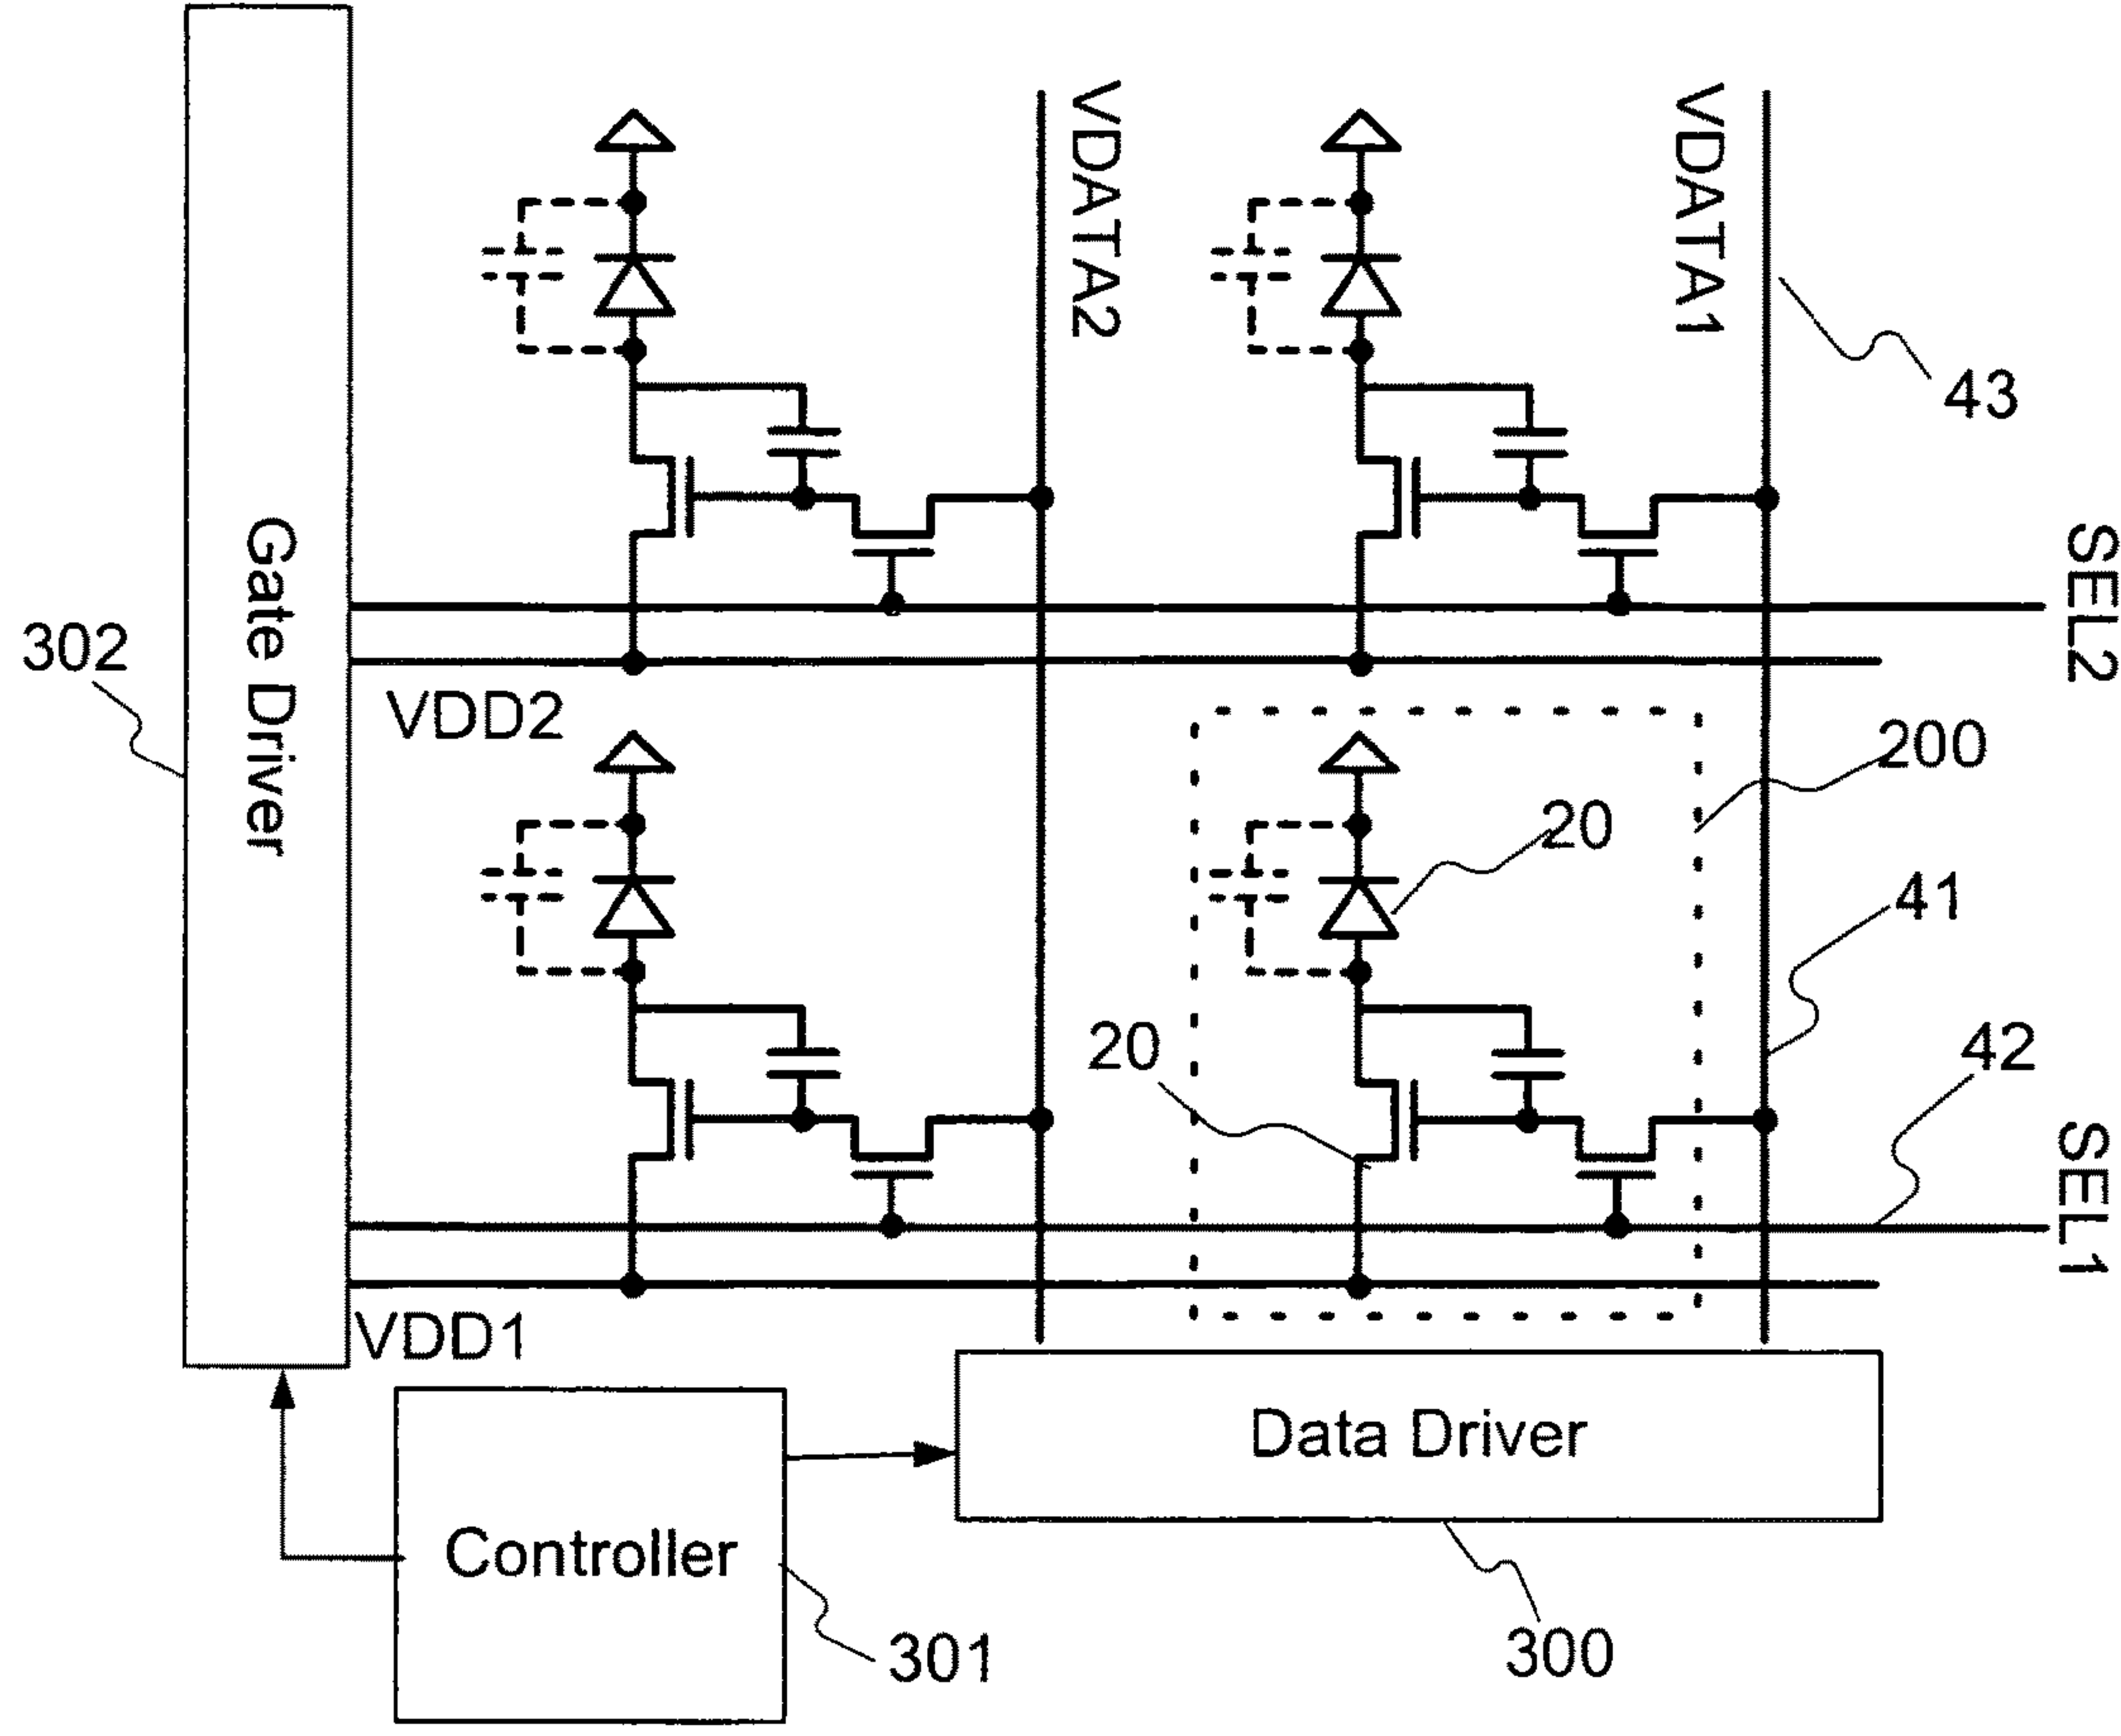 VDATA2
VDATA1
43
SEL2
302
Gate Driver
VDD2
200
20
41
20
42
SEL1
VDD1
Data Driver
Controller
301
300